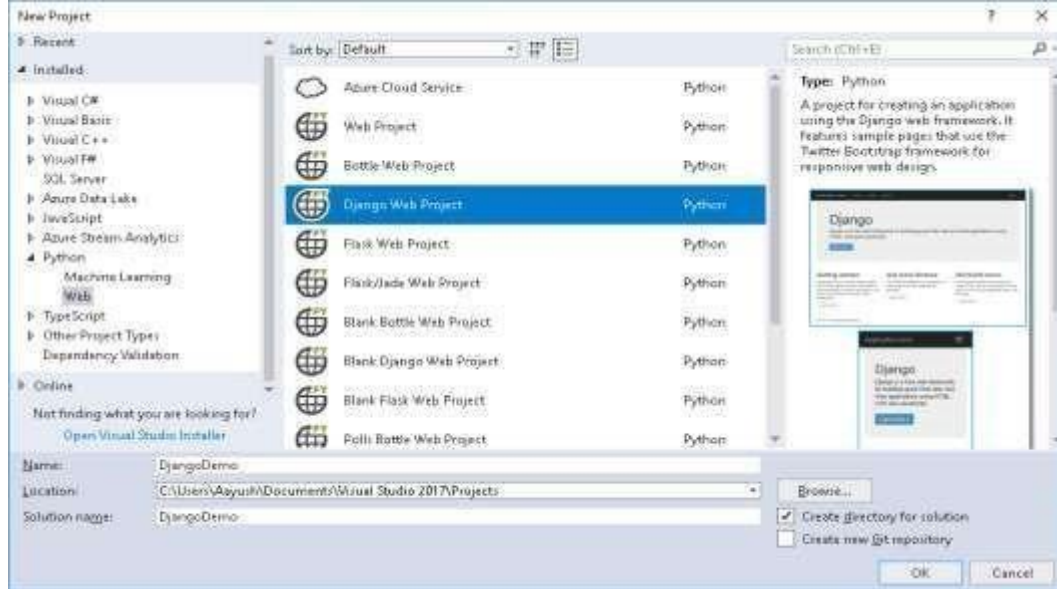 New Project
? ×
Recent
Installed
Visual C#
Visual Basic
Visual C++
Visual F#
SQL Server
Azure Data Lake
JavaScript
Azure Stream Analytics
Python
Machine Learning
Web
TypeScript
Other Project Types
Dependency Validation
Online
Not finding what you are looking for?
Open Visual Studio Installer
Sort by: Default
Azure Cloud Service Python
Web Project Python
Bottle Web Project Python
Django Web Project Python
Flask Web Project Python
Flask/Jade Web Project Python
Blank Bottle Web Project Python
Blank Django Web Project Python
Blank Flask Web Project Python
Polls Bottle Web Project Python
Search (Ctrl+E)
Type: Python
A project for creating an application
using the Django web framework. It
features sample pages that use the
Twitter Bootstrap framework for
responsive web design.
Django
Django
Name: DjangoDemo
Location: C:\Users\Aayush\Documents\Visual Studio 2017\Projects
Browse...
Solution name: DjangoDemo
Create directory for solution
Create new Git repository
OK Cancel